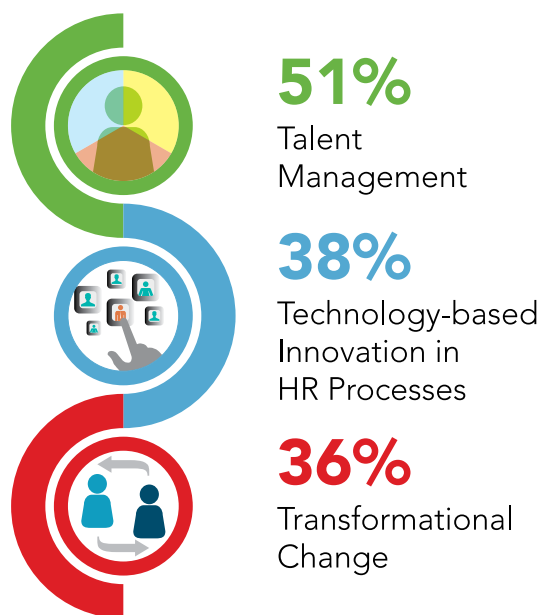 51%
Talent
Management
38%
Technology-based
Innovation in
HR Processes
36%
Transformational
Change